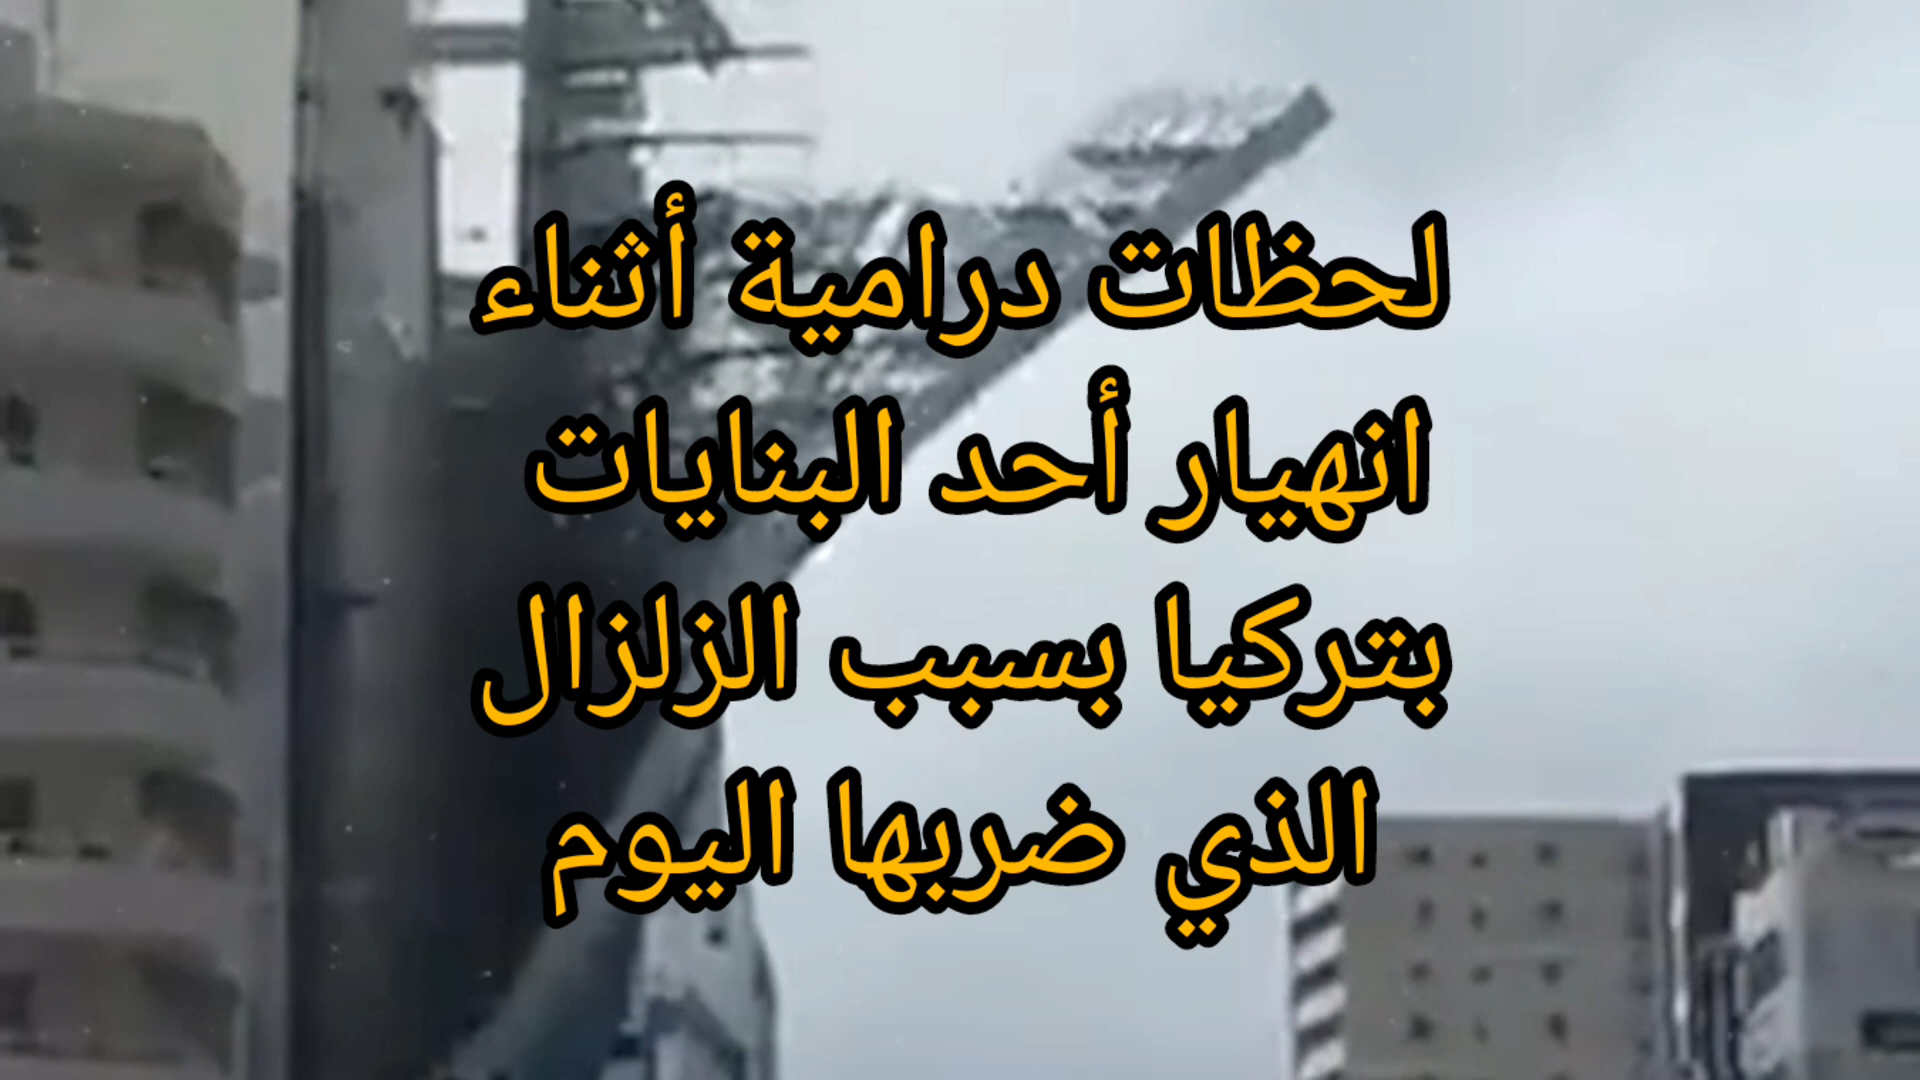 لحظات درامية أثناء
انهيار أحد البنايات
بتركيا بسبب الزلزال
الذي ضربها اليوم